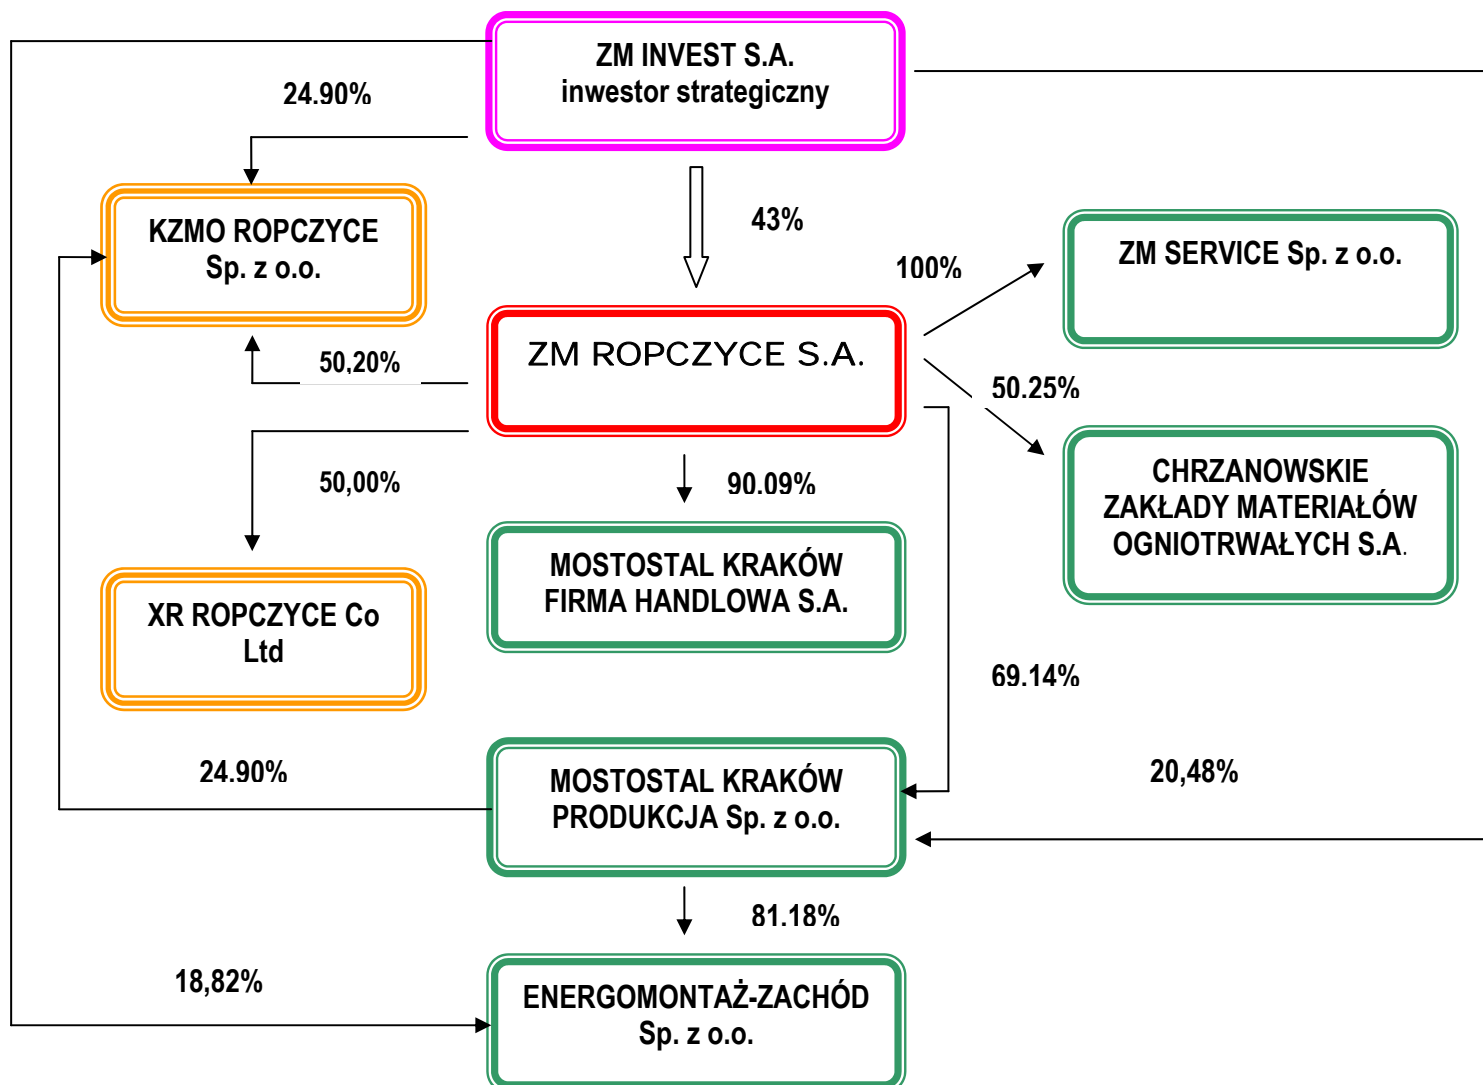 ZM INVEST S.A.
inwestor strategiczny
24.90%
43%
KZMO ROPCZYCE
Sp. z o.o.
ZM SERVICE Sp. z o.o.
100%
ZM ROPCZYCE S.A.
50,20%
50.25%
50,00%
90.09%
CHRZANOWSKIE
ZAKŁADY MATERIAŁÓW
OGNIOTRWAŁYCH S.A.
MOSTOSTAL KRAKÓW
FIRMA HANDLOWA S.A.
XR ROPCZYCE Co
Ltd
69.14%
24.90%
MOSTOSTAL KRAKÓW
PRODUKCJA Sp. z o.o.
20,48%
81.18%
18,82%
ENERGOMONTAŻ-ZACHÓD
Sp. z o.o.